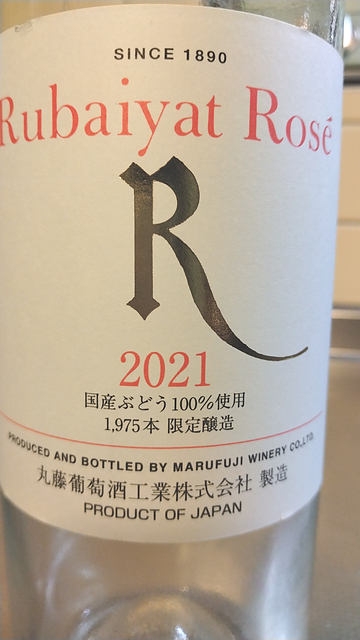 SINCE 1890
Rubaiyat Rosé
R
2021
国産ぶどう100%使用
1,975本 限定醸造
PRODUCED AND BOTTLED BY MARUFUJI WINERY CO.,LTD.
丸藤葡萄酒工業株式会社 製造
PRODUCT OF JAPAN